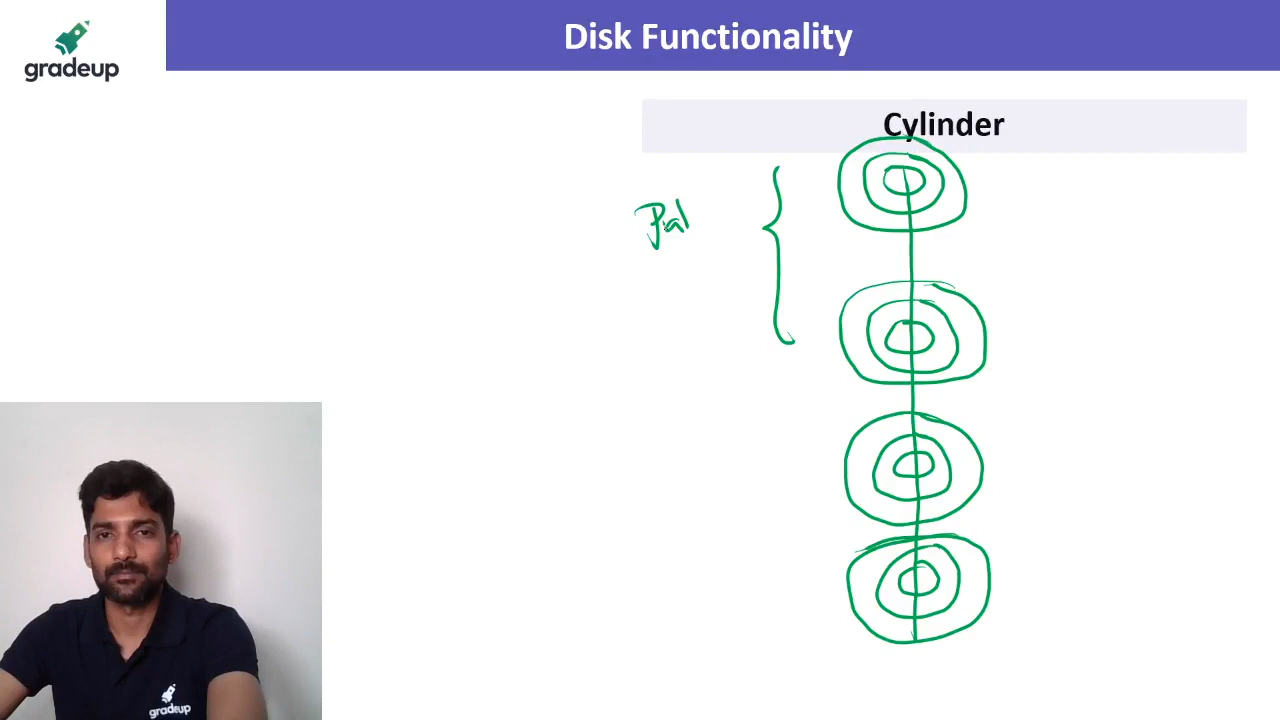 Disk Functionality
gradeup
Cylinder
gradeup